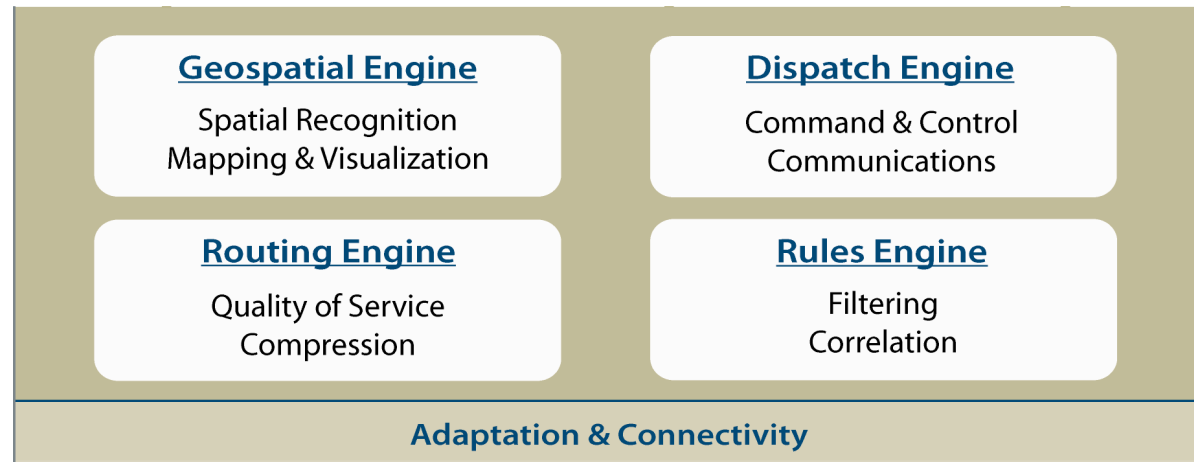 Geospatial Engine
Spatial Recognition
Mapping & Visualization
Dispatch Engine
Command & Control
Communications
Routing Engine
Quality of Service
Compression
Rules Engine
Filtering
Correlation
Adaptation & Connectivity